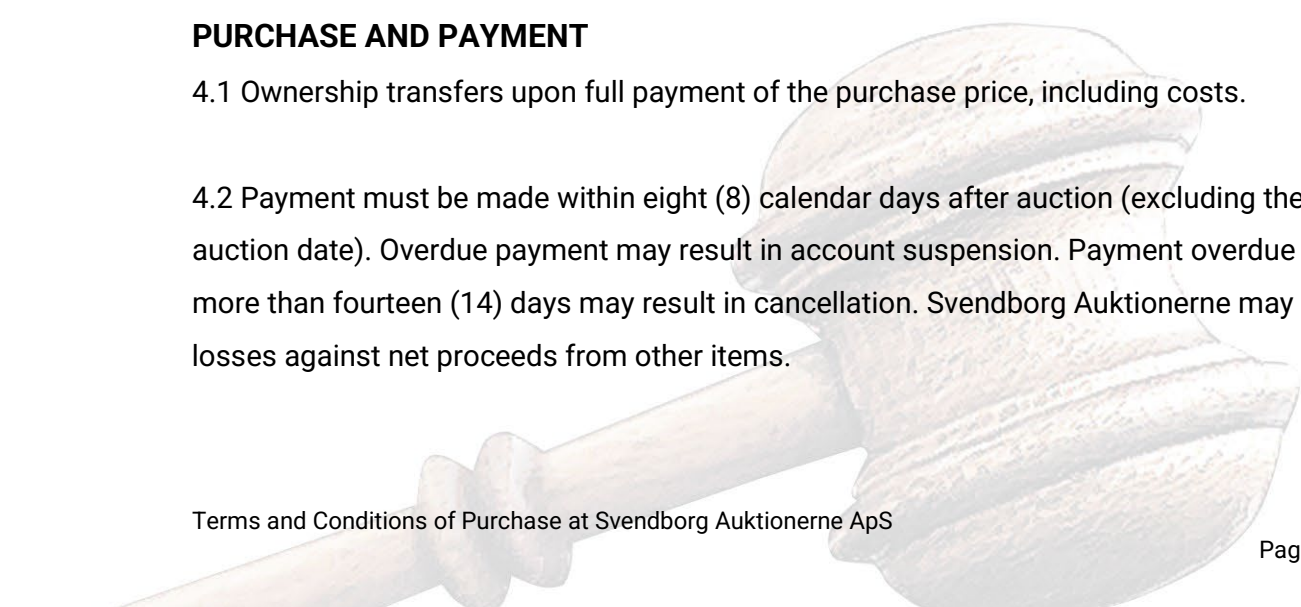 PURCHASE AND PAYMENT
4.1 Ownership transfers upon full payment of the purchase price, including costs.
4.2 Payment must be made within eight (8) calendar days after auction (excluding the
auction date). Overdue payment may result in account suspension. Payment overdue
more than fourteen (14) days may result in cancellation. Svendborg Auktionerne may
losses against net proceeds from other items.
Terms and Conditions of Purchase at Svendborg Auktionerne ApS
Pag